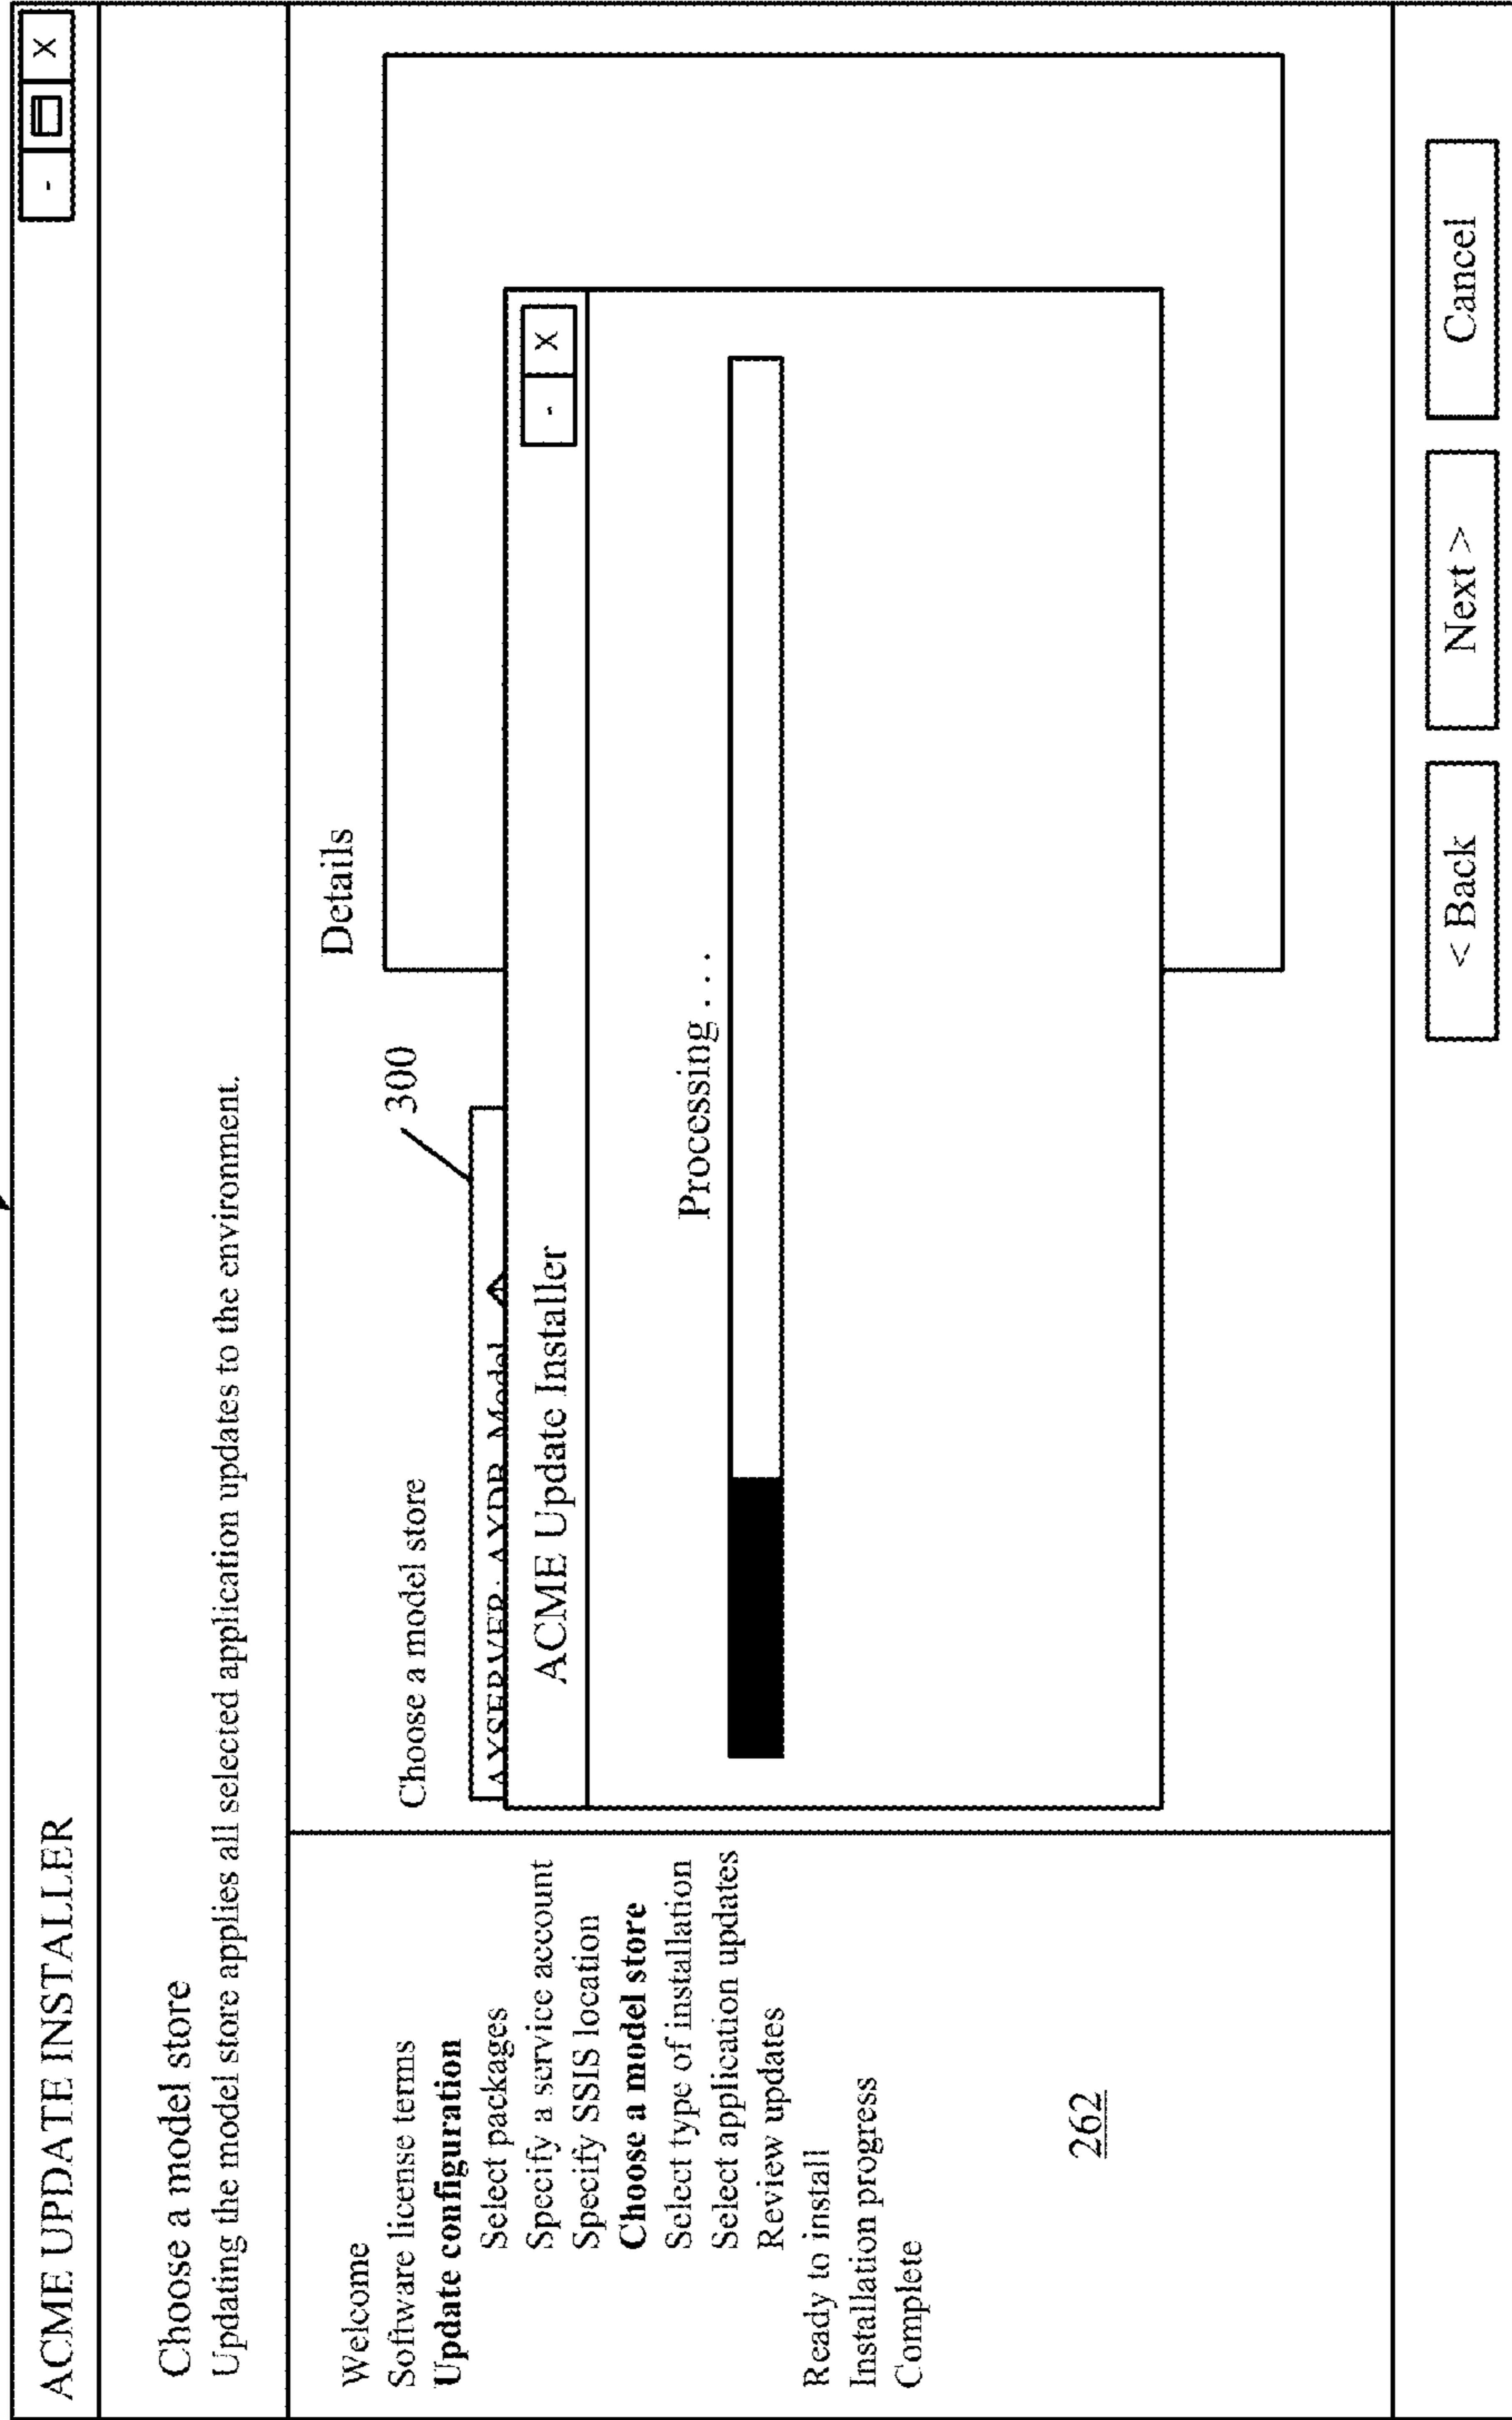 ACME UPDATE INSTALLER
- X
Choose a model store
Updating the model store applies all selected application updates to the environment.
Welcome
Software license terms
Update configuration
Select packages
Specify a service account
Specify SSIS location
Choose a model store
Select type of installation
Select application updates
Review updates
Ready to install
Installation progress
Complete
262
Choose a model store
300
Details
AXSERVER: AXDB_Model
ACME Update Installer
- X
Processing . . .
< Back
Next >
Cancel